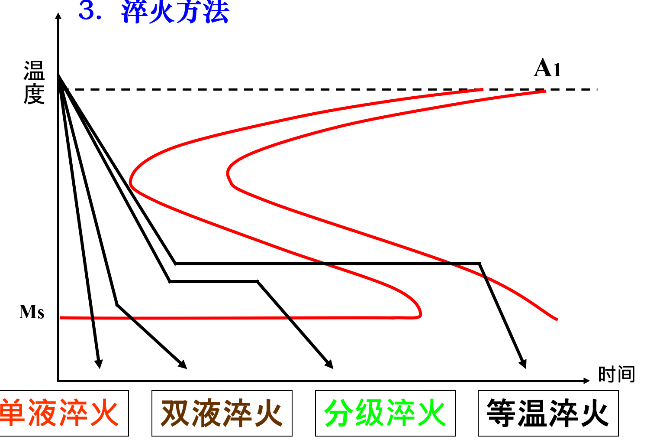 3. 淬火方法
温度
A1
Ms
时间
单液淬火
双液淬火
分级淬火
等温淬火